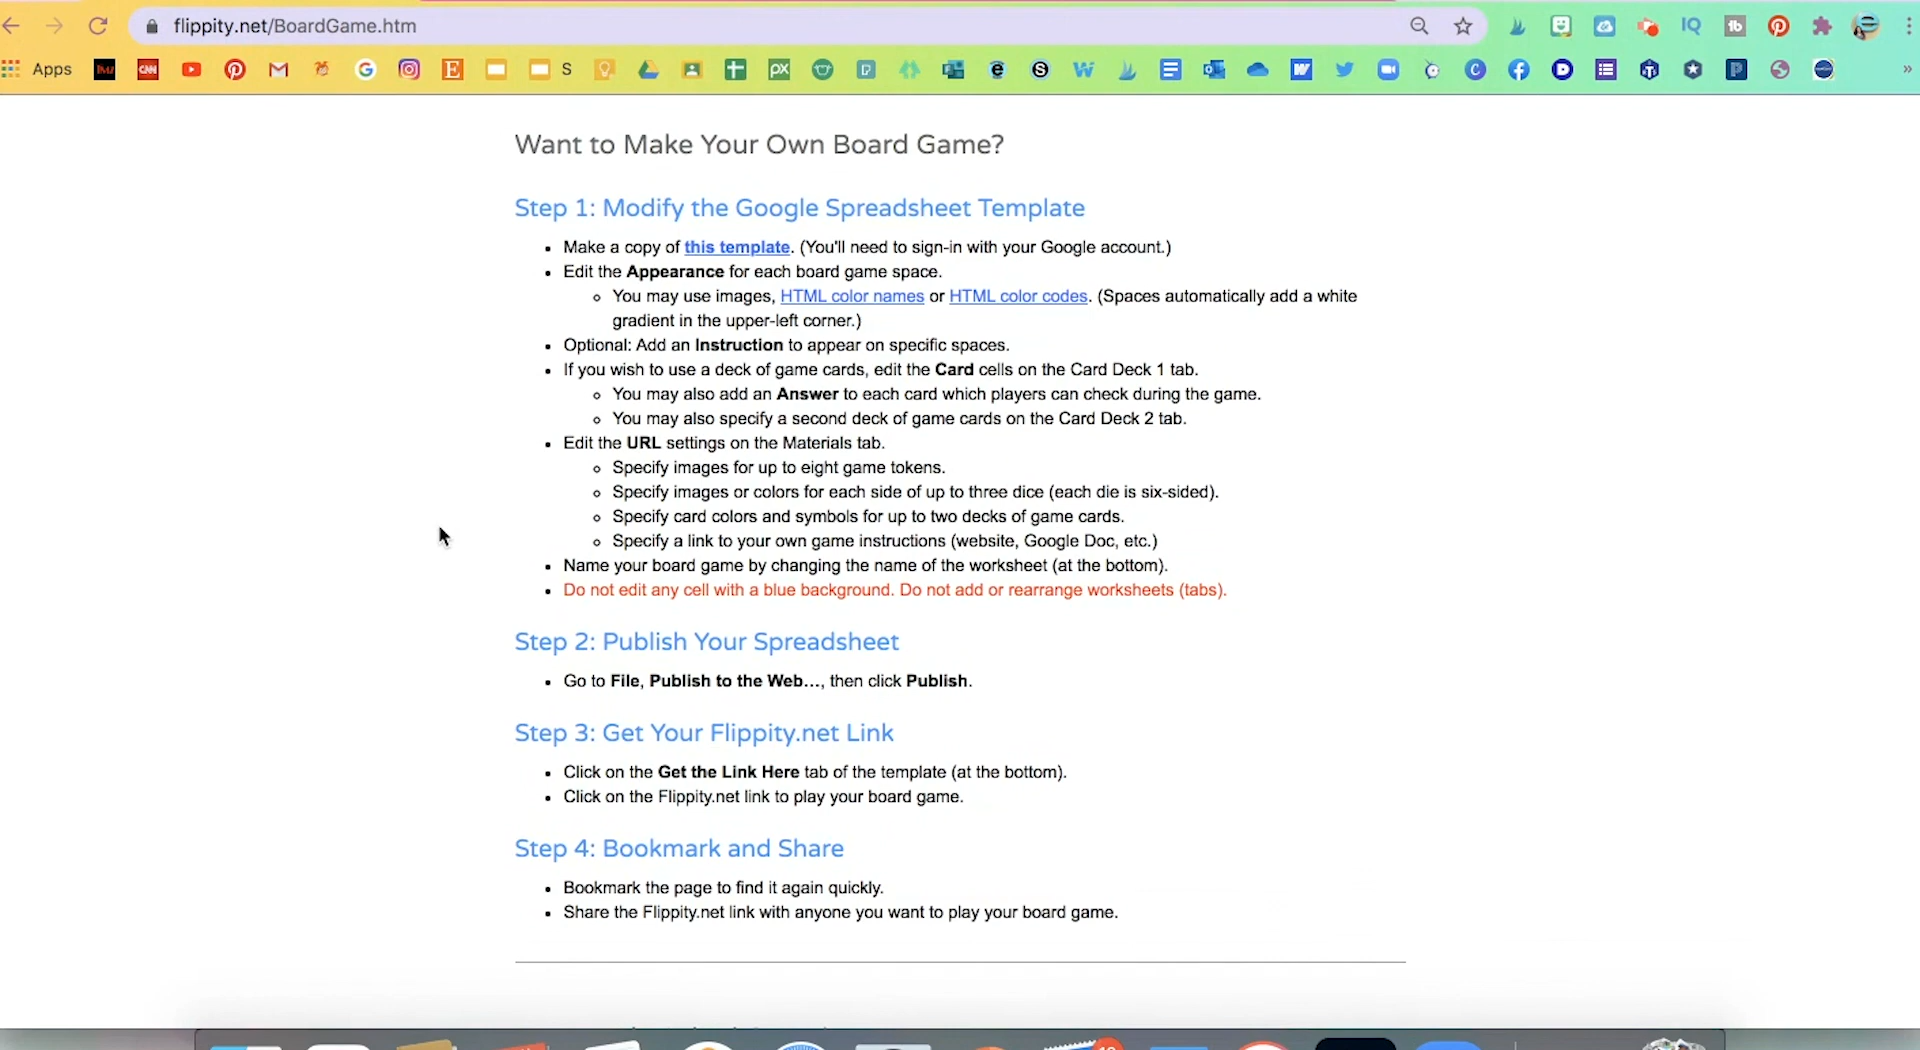 flippity.net/BoardGame.htm
Apps
S
Want to Make Your Own Board Game?
Step 1: Modify the Google Spreadsheet Template
Make a copy of this template. (You'll need to sign-in with your Google account.)
Edit the Appearance for each board game space.
You may use images, HTML color names or HTML color codes. (Spaces automatically add a white
gradient in the upper-left corner.)
Optional: Add an Instruction to appear on specific spaces.
If you wish to use a deck of game cards, edit the Card cells on the Card Deck 1 tab.
You may also add an Answer to each card which players can check during the game.
You may also specify a second deck of game cards on the Card Deck 2 tab.
Edit the URL settings on the Materials tab.
Specify images for up to eight game tokens.
Specify images or colors for each side of up to three dice (each die is six-sided).
Specify card colors and symbols for up to two decks of game cards.
Specify a link to your own game instructions (website, Google Doc, etc.)
Name your board game by changing the name of the worksheet (at the bottom).
Do not edit any cell with a blue background. Do not add or rearrange worksheets (tabs).
Step 2: Publish Your Spreadsheet
Go to File, Publish to the Web..., then click Publish.
Step 3: Get Your Flippity.net Link
Click on the Get the Link Here tab of the template (at the bottom).
Click on the Flippity.net link to play your board game.
Step 4: Bookmark and Share
Bookmark the page to find it again quickly.
Share the Flippity.net link with anyone you want to play your board game.